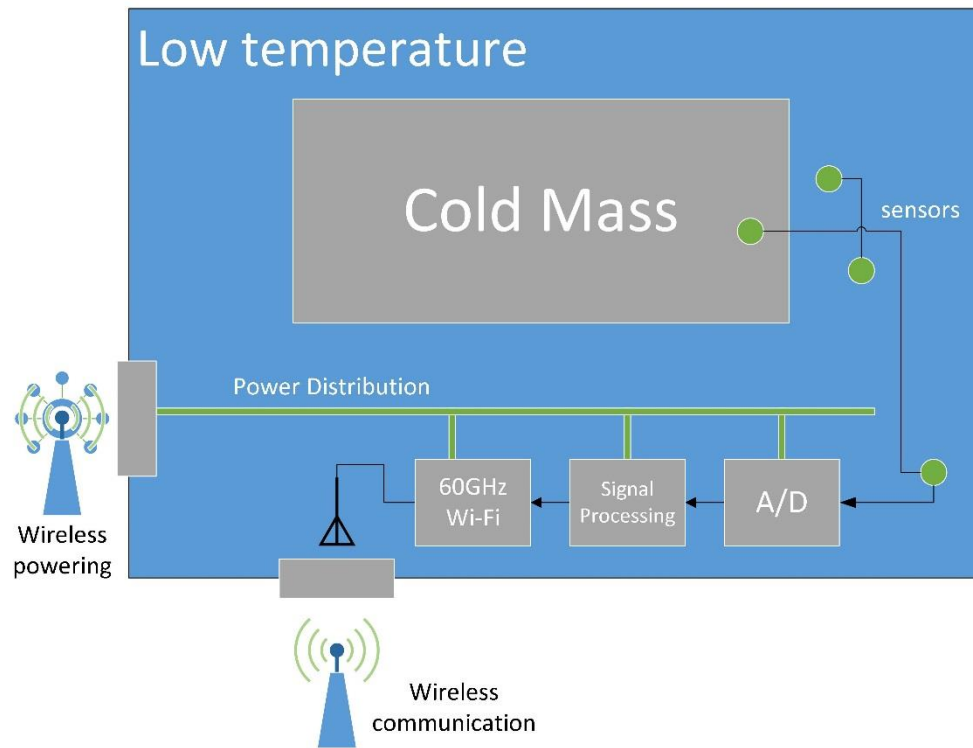 Low temperature
Cold Mass
sensors
Power Distribution
60GHz
Wi-Fi
Signal
Processing
A/D
Wireless
powering
Wireless
communication